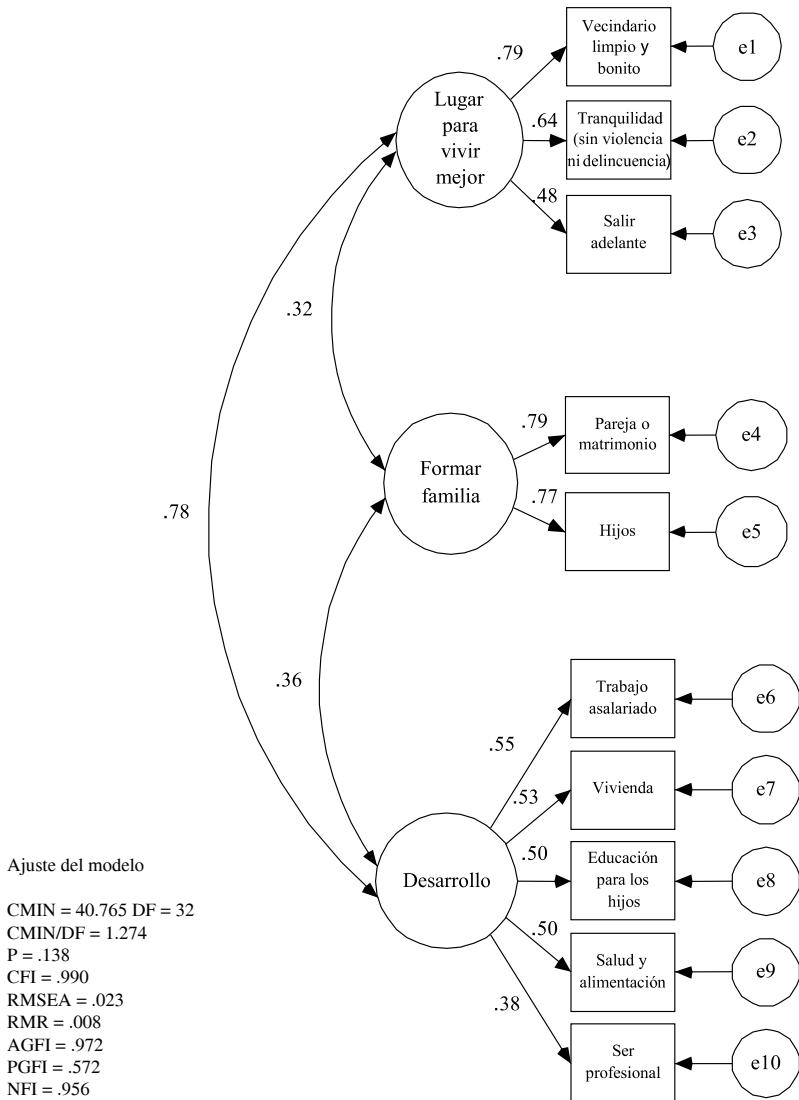 Vecindario
limpio y
bonito
e1
.79
Lugar
para
vivir
mejor
.64
Tranquilidad
(sin violencia
ni delincuencia)
e2
.48
Salir
adelante
e3
.32
.79
Pareja o
matrimonio
e4
Formar
familia
.77
Hijos
e5
.78
.36
Trabajo
asalariado
e6
.55
.53
Vivienda
e7
Desarrollo
.50
Educación
para los
hijos
e8
.50
Salud y
alimentación
e9
.38
Ser
profesional
e10
Ajuste del modelo
CMIN = 40.765 DF = 32
CMIN/DF = 1.274
P = .138
CFI = .990
RMSEA = .023
RMR = .008
AGFI = .972
PGFI = .572
NFI = .956